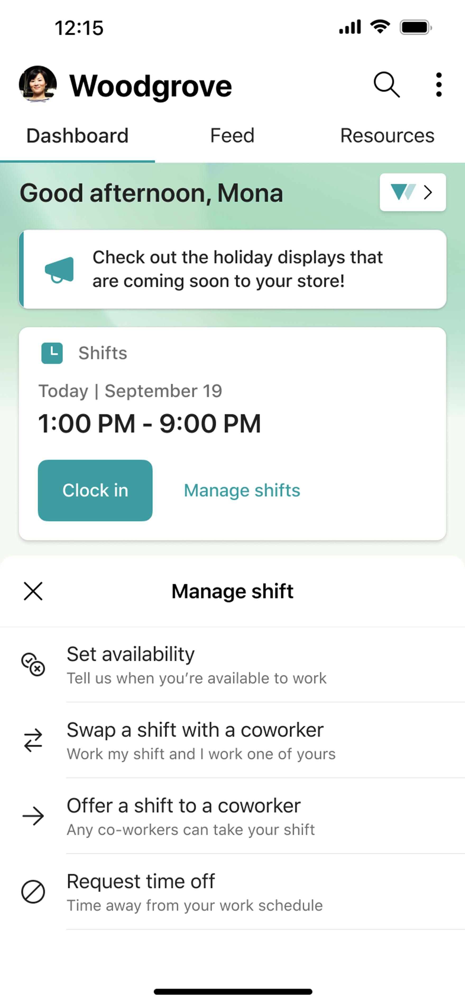 12:15
Woodgrove
Dashboard
Feed
Resources
Good afternoon, Mona
Check out the holiday displays that
are coming soon to your store!
Shifts
Today | September 19
1:00 PM - 9:00 PM
Clock in
Manage shifts
Manage shift
Set availability
Tell us when you’re available to work
Swap a shift with a coworker
Work my shift and I work one of yours
Offer a shift to a coworker
Any co-workers can take your shift
Request time off
Time away from your work schedule